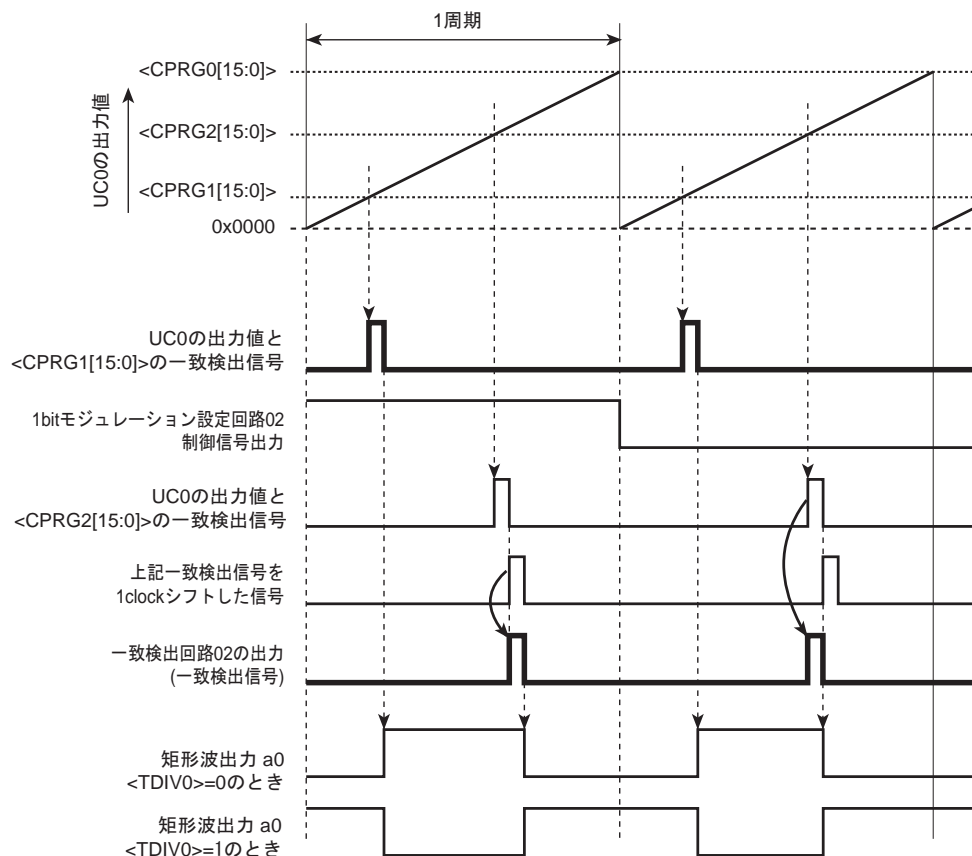 1周期
<CPRG0[15:0]>
<CPRG2[15:0]>
<CPRG1[15:0]>
0x0000
UC0の出力値
UC0の出力値と
<CPRG1[15:0]>の一致検出信号
1bitモジュレーション設定回路02
制御信号出力
UC0の出力値と
<CPRG2[15:0]>の一致検出信号
上記一致検出信号を
1clockシフトした信号
一致検出回路02の出力
(一致検出信号)
矩形波出力 a0
<TDIV0>=0のとき
矩形波出力 a0
<TDIV0>=1のとき